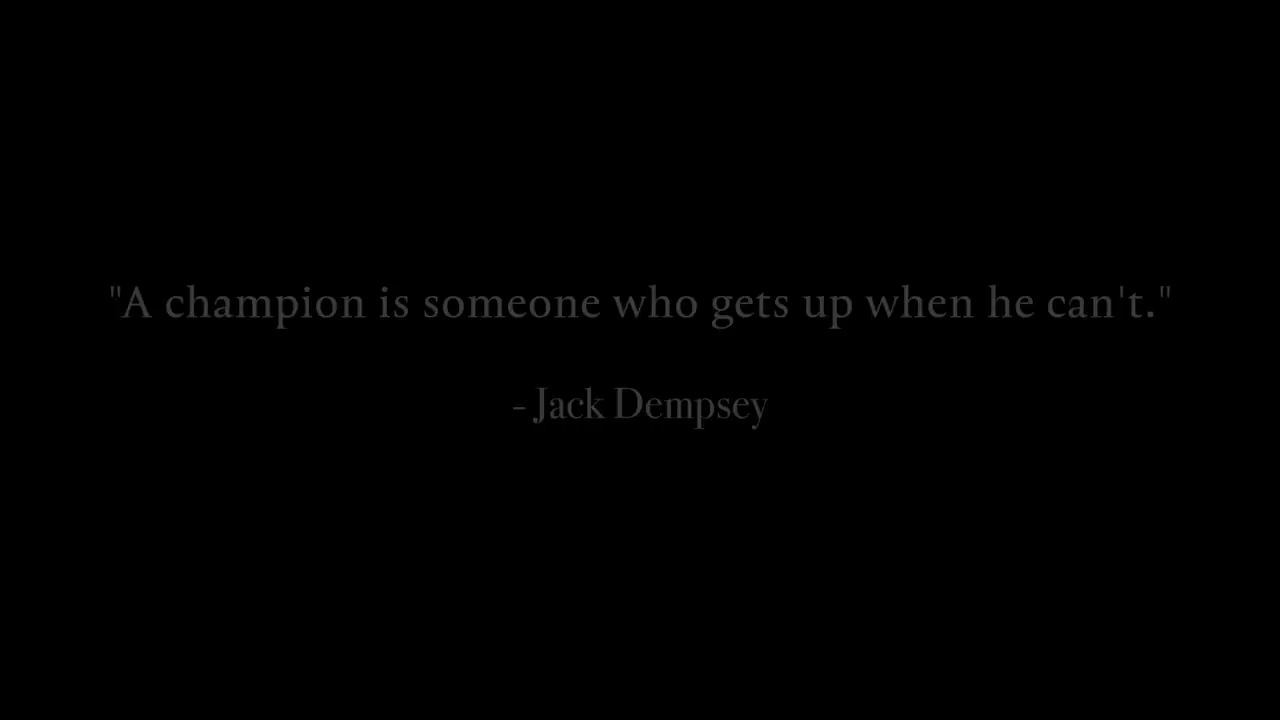 "A champion is someone who gets up when he can't."
- Jack Dempsey